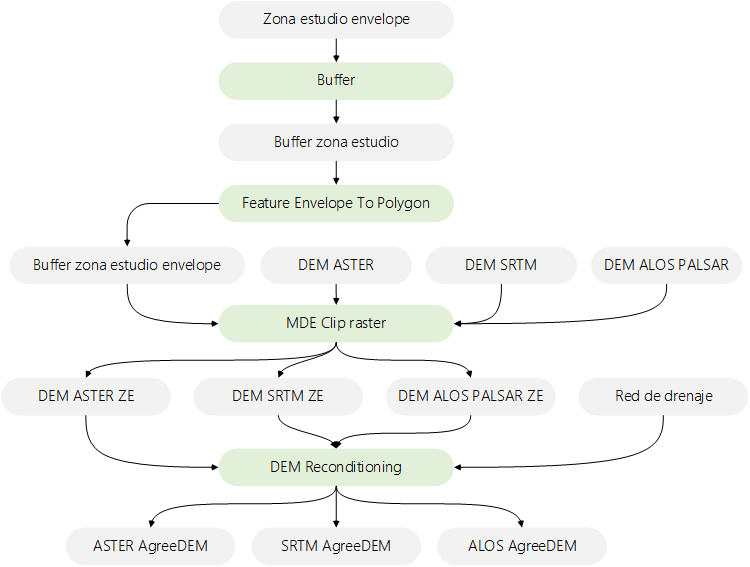 Zona estudio envelope
Buffer
Buffer zona estudio
Feature Envelope To Polygon
Buffer zona estudio envelope
DEM ASTER
DEM SRTM
DEM ALOS PALSAR
MDE Clip raster
DEM ASTER ZE
DEM SRTM ZE
DEM ALOS PALSAR ZE
Red de drenaje
DEM Reconditioning
ASTER AgreeDEM
SRTM AgreeDEM
ALOS AgreeDEM